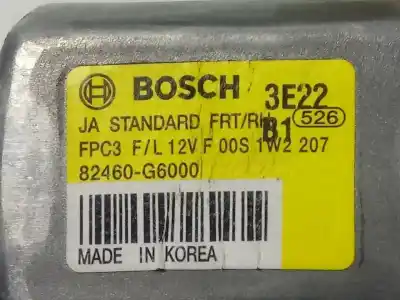 BOSCH 3E22
JA STANDARD FRT/RH B1 526
FPC3 F/L 12V F 00S 1W2 207
82460-G6000
MADE IN KOREA